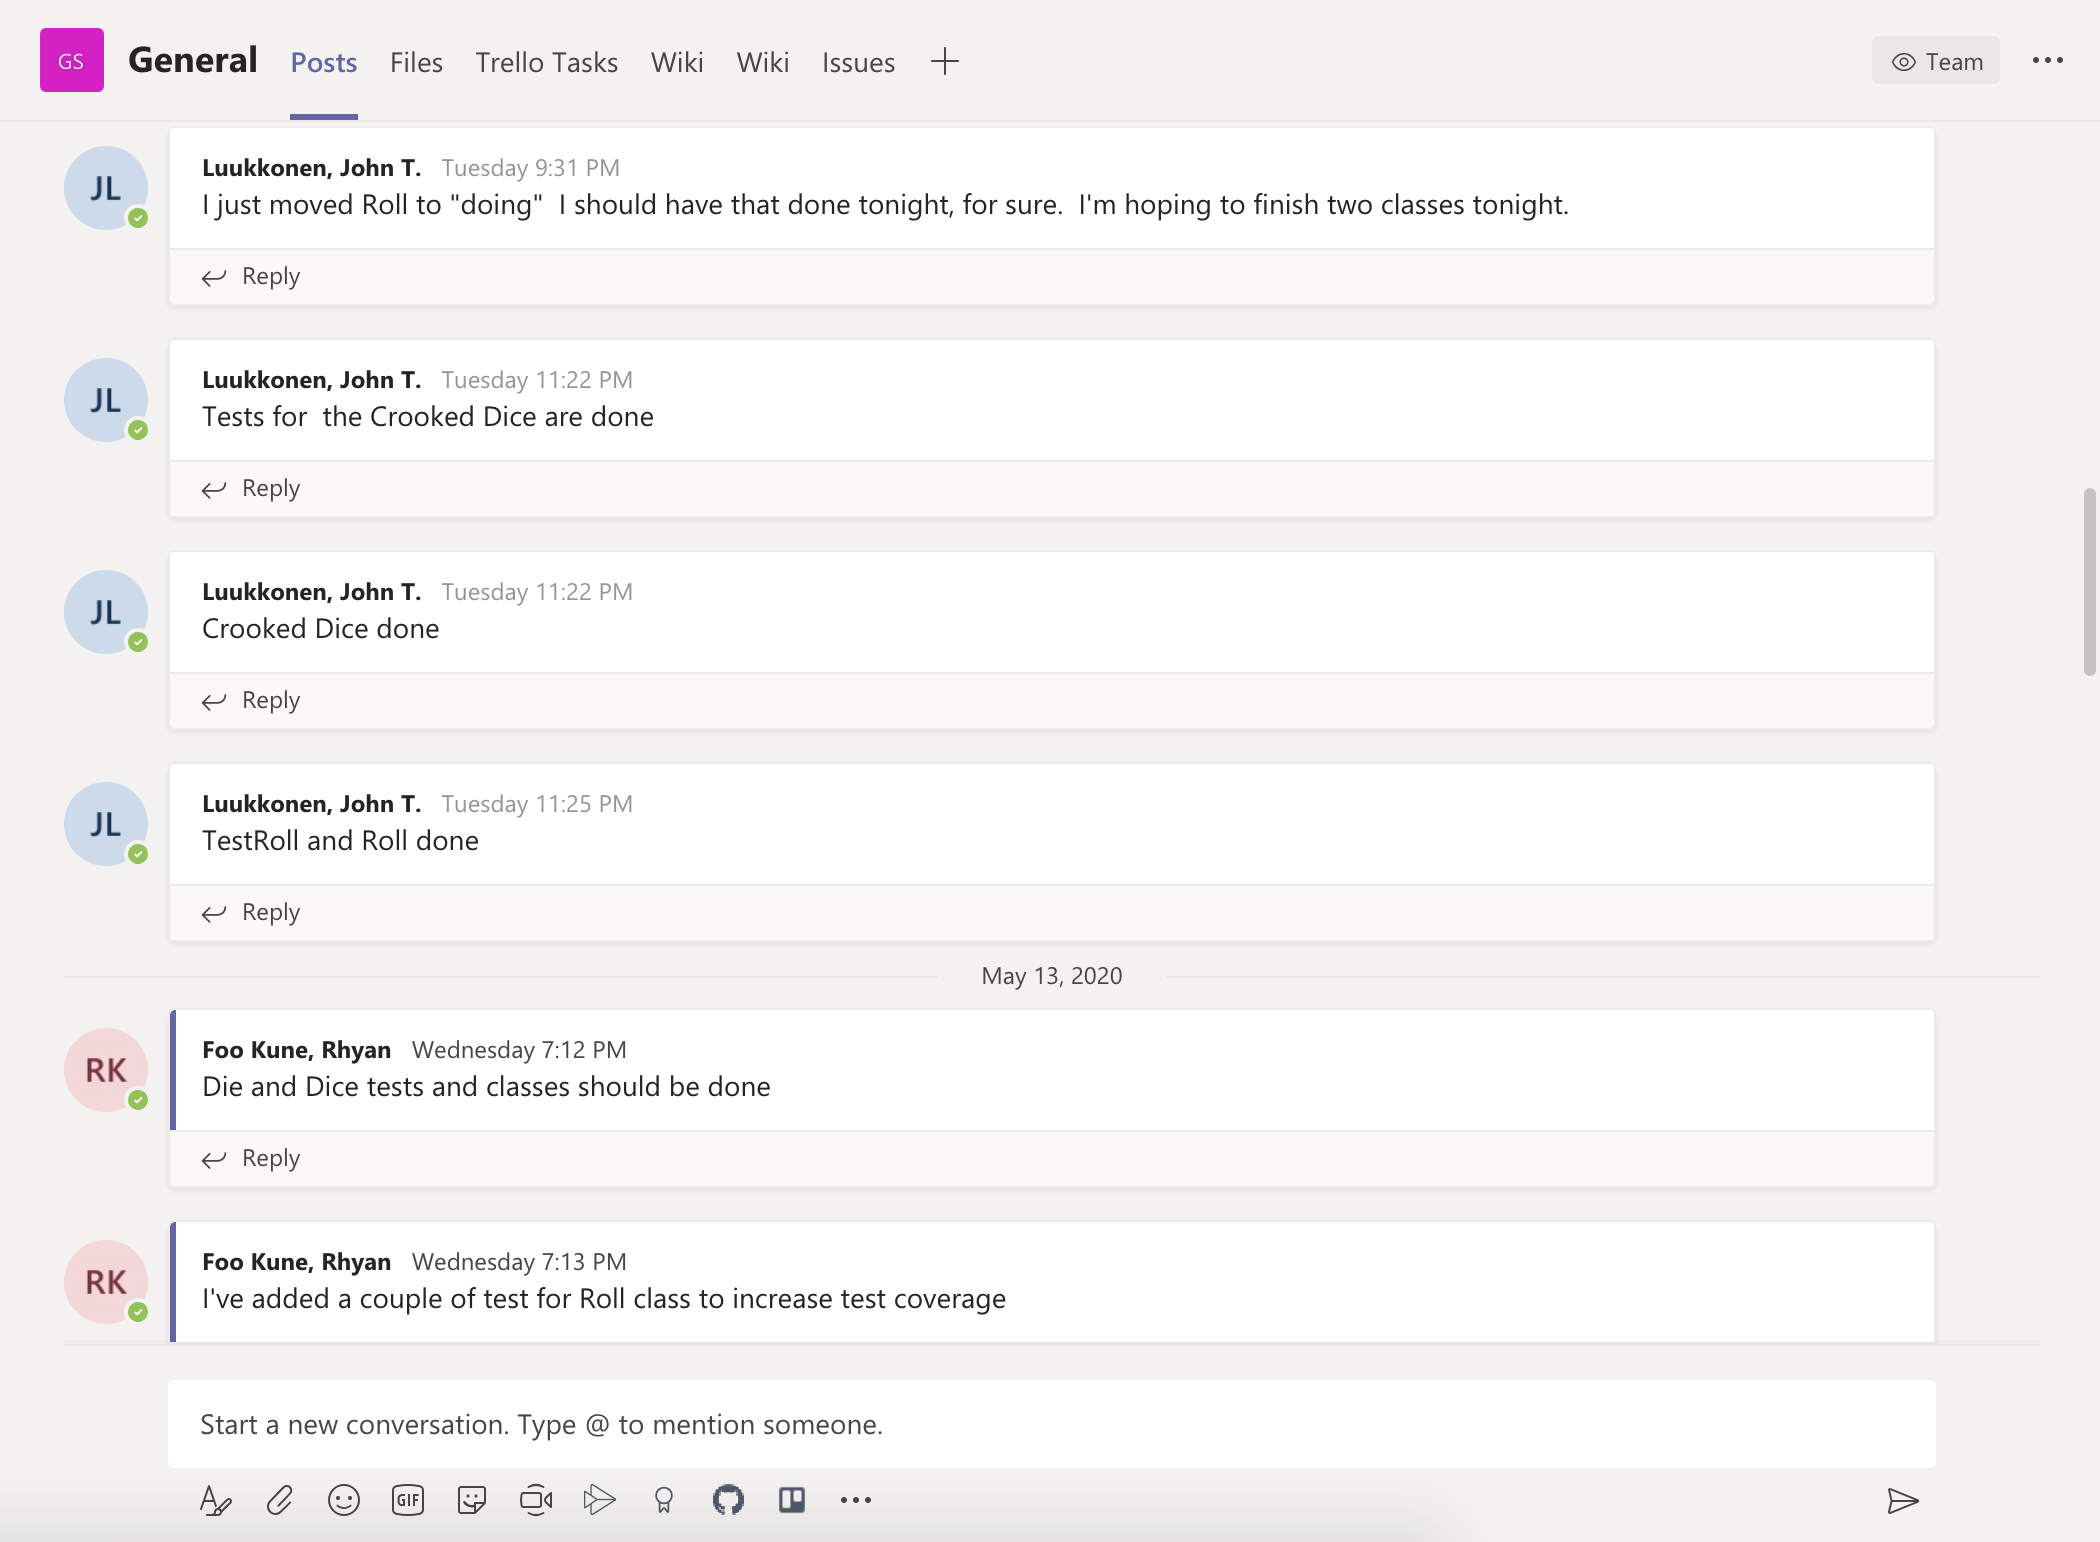 GS
General Posts Files Trello Tasks Wiki Wiki Issues Team
JL
Luukkonen, John T. Tuesday 9:31 PM
I just moved Roll to "doing"  I should have that done tonight, for sure.  I'm hoping to finish two classes tonight.
Reply
JL
Luukkonen, John T. Tuesday 11:22 PM
Tests for  the Crooked Dice are done
Reply
JL
Luukkonen, John T. Tuesday 11:22 PM
Crooked Dice done
Reply
JL
Luukkonen, John T. Tuesday 11:25 PM
TestRoll and Roll done
Reply
May 13, 2020
RK
Foo Kune, Rhyan Wednesday 7:12 PM
Die and Dice tests and classes should be done
Reply
RK
Foo Kune, Rhyan Wednesday 7:13 PM
I've added a couple of test for Roll class to increase test coverage
Start a new conversation. Type @ to mention someone.
GIF